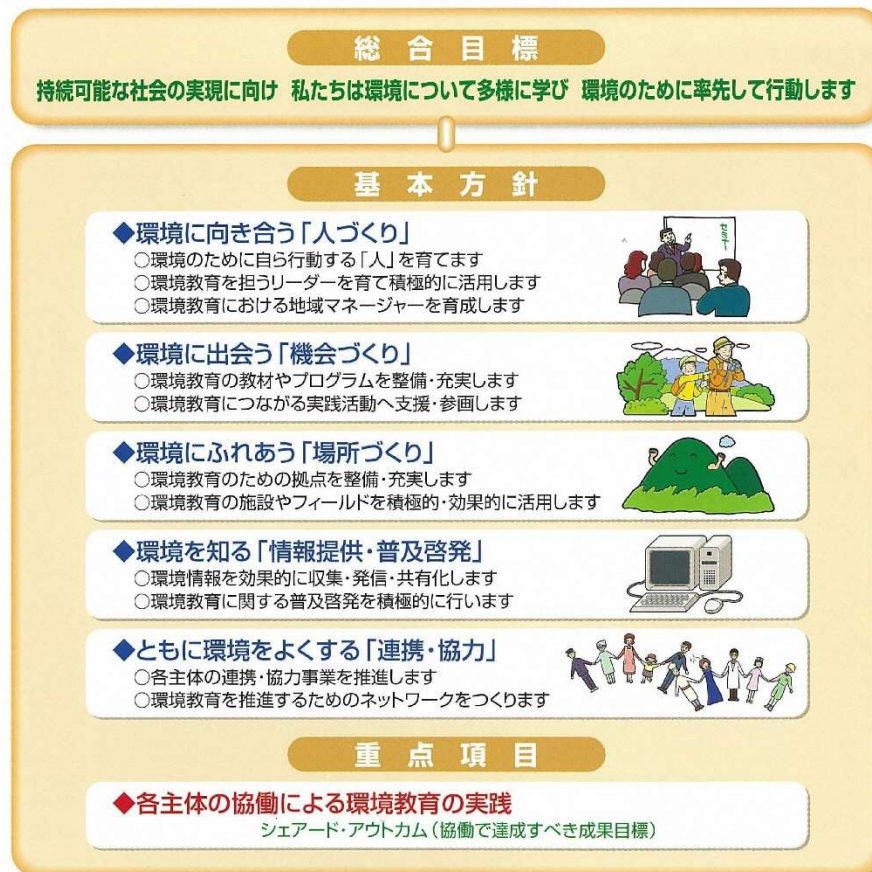 総合目標
持続可能な社会の実現に向け 私たちは環境について多様に学び 環境のために率先して行動します
基本方針
◆環境に向き合う「人づくり」
○環境のために自ら行動する「人」を育てます
○環境教育を担うリーダーを育て積極的に活用します
○環境教育における地域マネージャーを育成します
セミナー
◆環境に出会う「機会づくり」
○環境教育の教材やプログラムを整備・充実します
○環境教育につながる実践活動へ支援・参画します
◆環境にふれあう「場所づくり」
○環境教育のための拠点を整備・充実します
○環境教育の施設やフィールドを積極的・効果的に活用します
◆環境を知る「情報提供・普及啓発」
○環境情報を効果的に収集・発信・共有化します
○環境教育に関する普及啓発を積極的に行います
◆ともに環境をよくする「連携・協力」
○各主体の連携・協力事業を推進します
○環境教育を推進するためのネットワークをつくります
重点項目
◆各主体の協働による環境教育の実践
シェアード・アウトカム(協働で達成すべき成果目標)